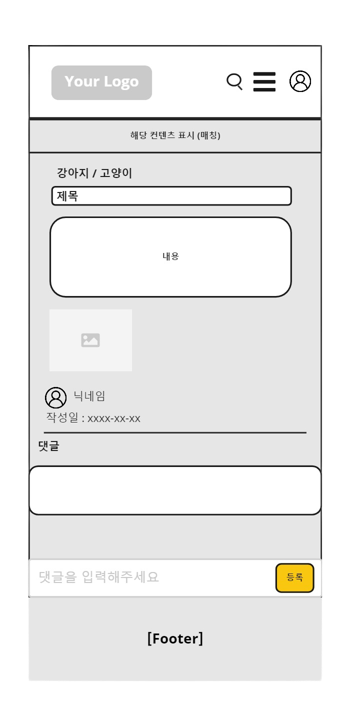 Your Logo
해당 컨텐츠 표시 (매칭)
강아지 / 고양이
제목
내용
닉네임
작성일 : xxxx-xx-xx
댓글
댓글을 입력해주세요
등록
[Footer]